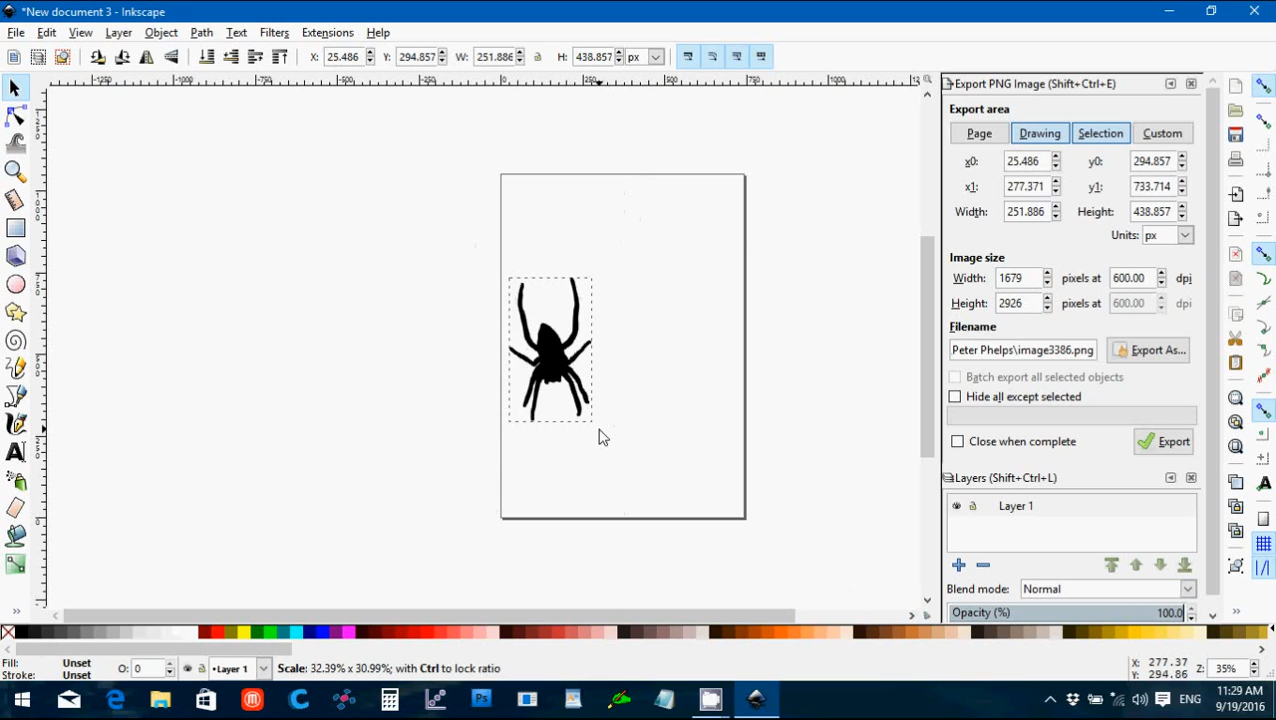 *New document 3 - Inkscape
File Edit View Layer Object Path Text Filters Extensions Help
X: 25.486 Y: 294.857 W: 251.886 H: 438.857 px
Export PNG Image (Shift+Ctrl+E)
Export area
Page Drawing Selection Custom
x0: 25.486 y0: 294.857
x1: 277.371 y1: 733.714
Width: 251.886 Height: 438.857
Units: px
Image size
Width: 1679 pixels at 600.00 dpi
Height: 2926 pixels at 600.00 dpi
Filename
Peter Phelps\image3386.png Export As...
Batch export all selected objects
Hide all except selected
Close when complete Export
Layers (Shift+Ctrl+L)
Layer 1
Blend mode: Normal
Opacity (%) 100.0
Fill: Unset
Stroke: Unset
O: 0 •Layer 1 Scale: 32.39% x 30.99%; with Ctrl to lock ratio
X: 277.37
Y: 294.86
Z: 35%
ENG
11:29 AM
9/19/2016